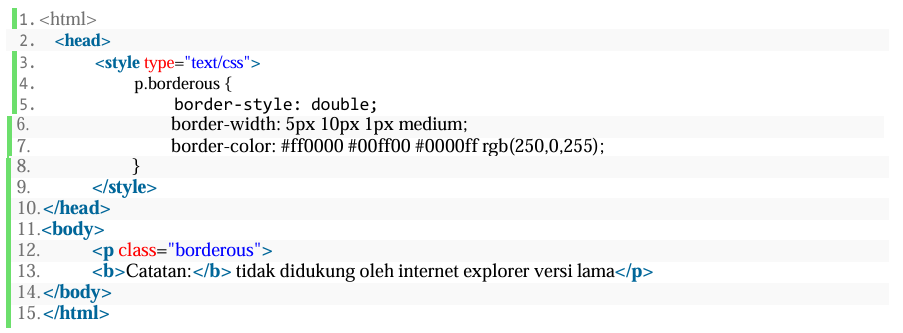 1. <html>
2. <head>
3. <style type="text/css">
4. p.borderous {
5. border-style: double;
6. border-width: 5px 10px 1px medium;
7. border-color: #ff0000 #00ff00 #0000ff rgb(250,0,255);
8. }
9. </style>
10.</head>
11.<body>
12. <p class="borderous">
13. <b>Catatan:</b> tidak didukung oleh internet explorer versi lama</p>
14.</body>
15.</html>